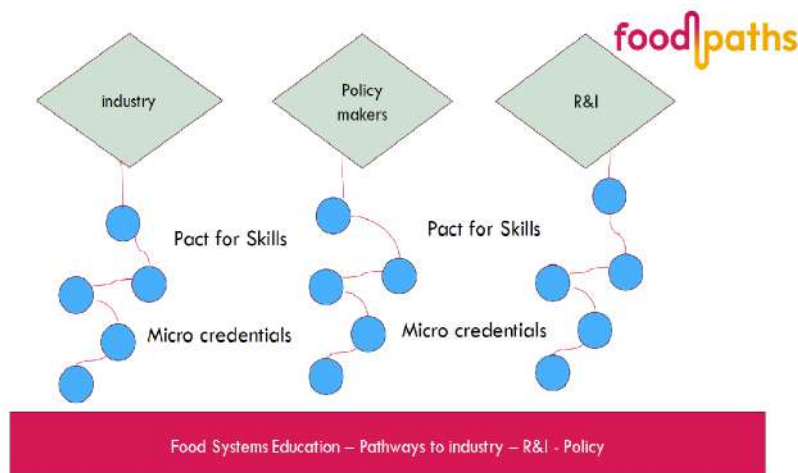 foodpaths
industry
Policy
makers
R&I
Pact for Skills
Pact for Skills
Micro credentials
Micro credentials
Food Systems Education – Pathways to industry – R&I - Policy